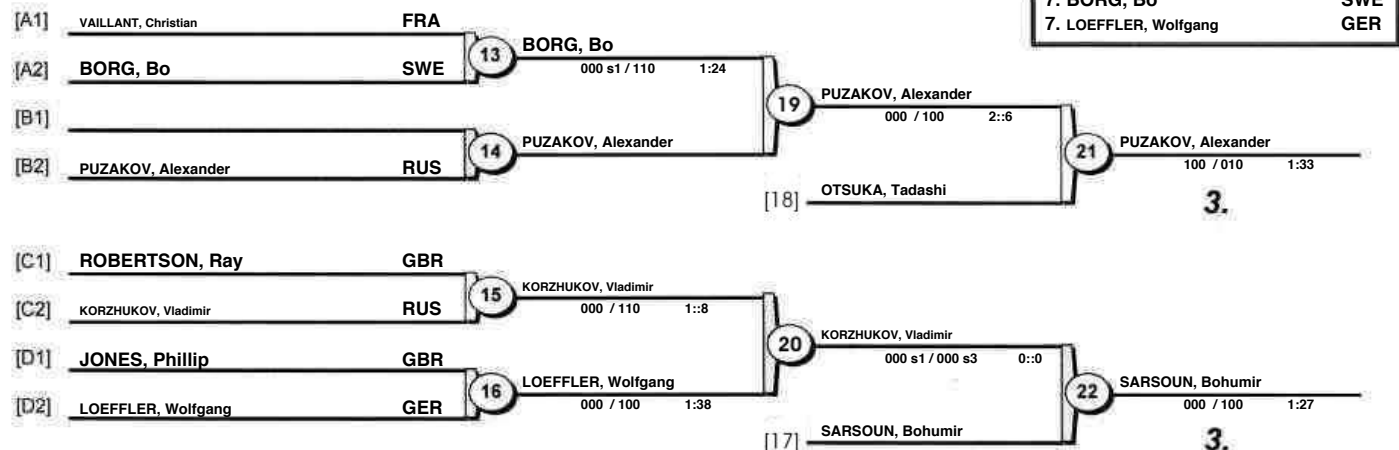 7. BORG, Bo SWE
7. LOEFFLER, Wolfgang GER
[A1] VAILLANT, Christian FRA
13 BORG, Bo
[A2] BORG, Bo SWE
000 s1 / 110 1:24
19 PUZAKOV, Alexander
000 / 100 2::6
[B1]
14 PUZAKOV, Alexander
[B2] PUZAKOV, Alexander RUS
21 PUZAKOV, Alexander
100 / 010 1:33
[18] OTSUKA, Tadashi
3.
[C1] ROBERTSON, Ray GBR
15 KORZHUKOV, Vladimir
000 / 110 1::8
[C2] KORZHUKOV, Vladimir RUS
20 KORZHUKOV, Vladimir
000 s1 / 000 s3 0::0
[D1] JONES, Phillip GBR
16 LOEFFLER, Wolfgang
000 / 100 1:38
[D2] LOEFFLER, Wolfgang GER
22 SARSOUN, Bohumir
000 / 100 1:27
[17] SARSOUN, Bohumir
3.